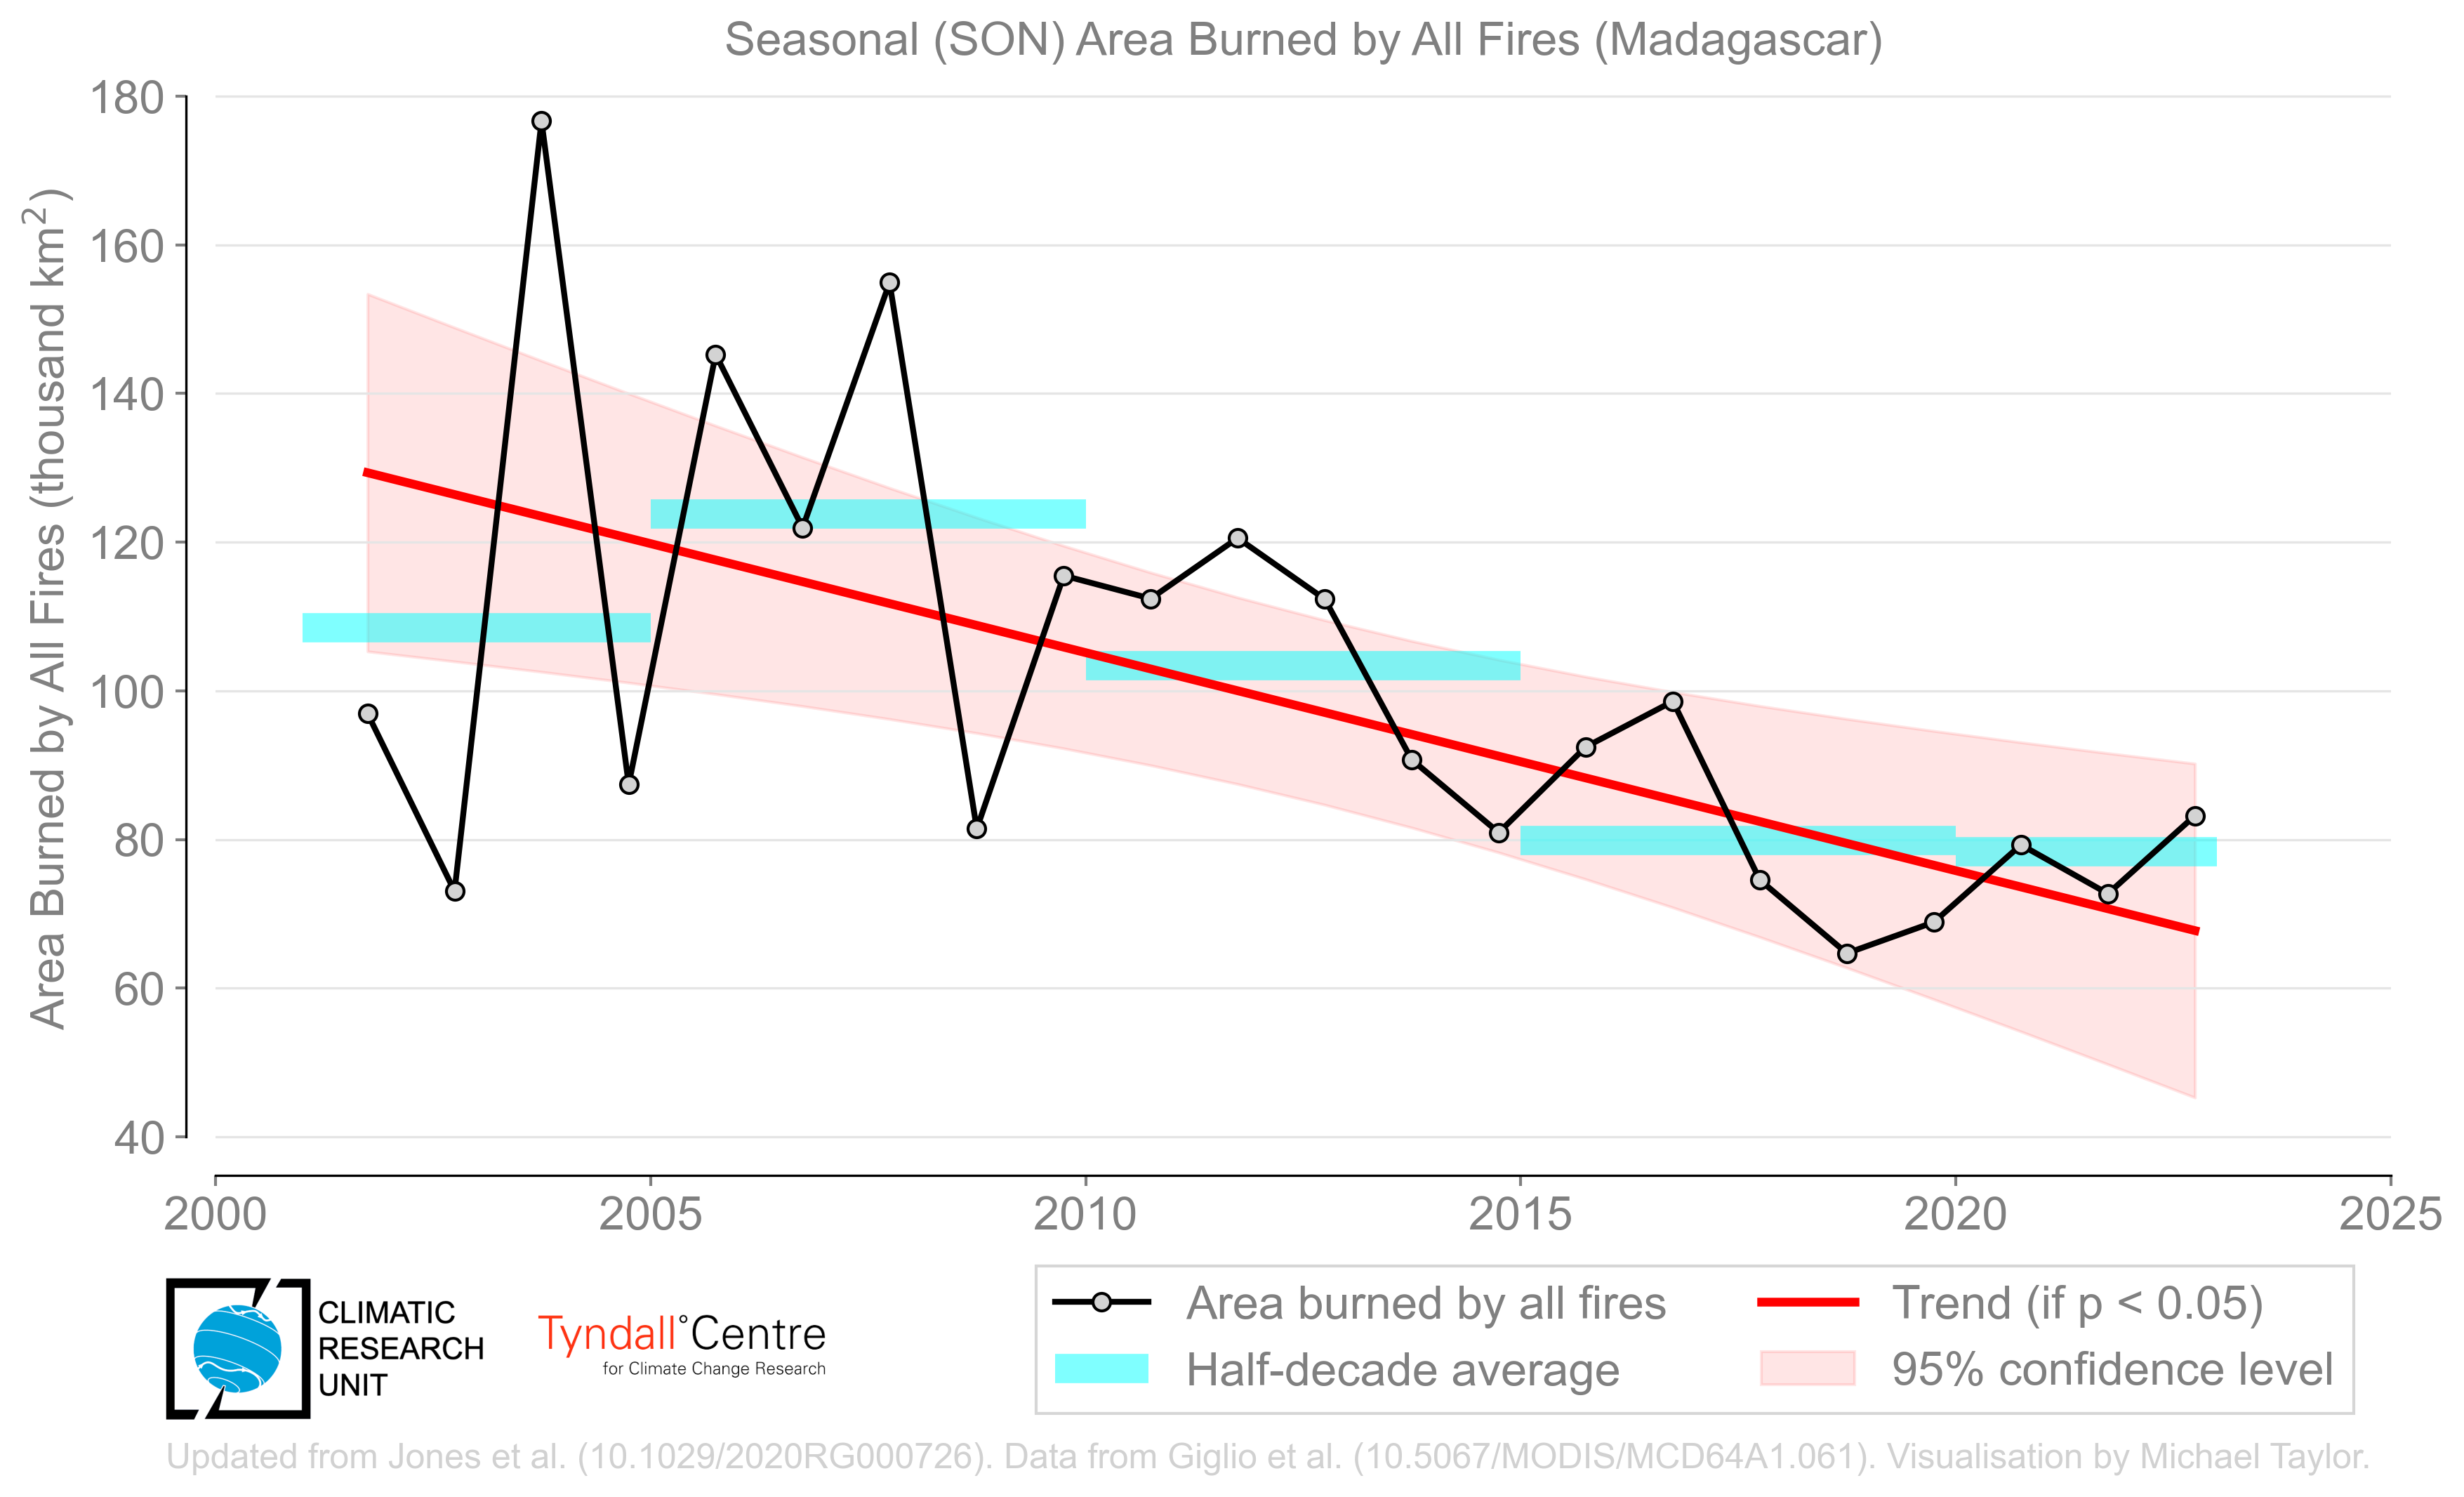 Seasonal (SON) Area Burned by All Fires (Madagascar)
Area Burned by All Fires (thousand km²)
180
160
140
120
100
80
60
40
2000
2005
2010
2015
2020
2025
Area burned by all fires
Half-decade average
Trend (if p < 0.05)
95% confidence level
CLIMATIC
RESEARCH
UNIT
Tyndall°Centre
for Climate Change Research
Updated from Jones et al. (10.1029/2020RG000726). Data from Giglio et al. (10.5067/MODIS/MCD64A1.061). Visualisation by Michael Taylor.